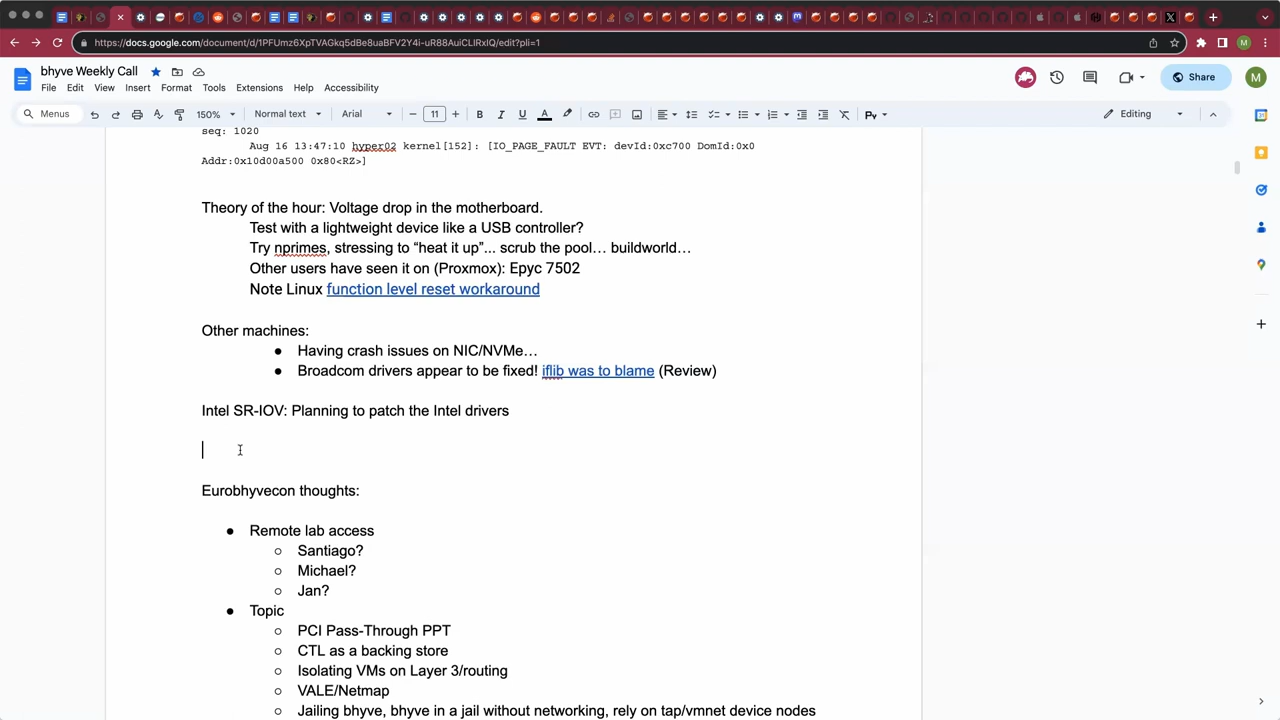 https://docs.google.com/document/d/1PFUmz6XpTVAGkq5dBe8uaBFV2Y4i-uR88AuiCLlRxIQ/edit?pli=1
M
bhyve Weekly Call
File Edit View Insert Format Tools Extensions Help Accessibility
Share
M
Menus
150%
Normal text
Arial
11
B I U A
Editing
seq: 1020
Aug 16 13:47:10 hyper02 kernel[152]: [IO_PAGE_FAULT EVT: devId:0xc700 DomId:0x0
Addr:0x10d00a500 0x80<RZ>]
Theory of the hour: Voltage drop in the motherboard.
Test with a lightweight device like a USB controller?
Try nprimes, stressing to “heat it up”... scrub the pool… buildworld…
Other users have seen it on (Proxmox): Epyc 7502
Note Linux function level reset workaround
Other machines:
● Having crash issues on NIC/NVMe…
● Broadcom drivers appear to be fixed! iflib was to blame (Review)
Intel SR-IOV: Planning to patch the Intel drivers
Eurobhyvecon thoughts:
● Remote lab access
○ Santiago?
○ Michael?
○ Jan?
● Topic
○ PCI Pass-Through PPT
○ CTL as a backing store
○ Isolating VMs on Layer 3/routing
○ VALE/Netmap
○ Jailing bhyve, bhyve in a jail without networking, rely on tap/vmnet device nodes